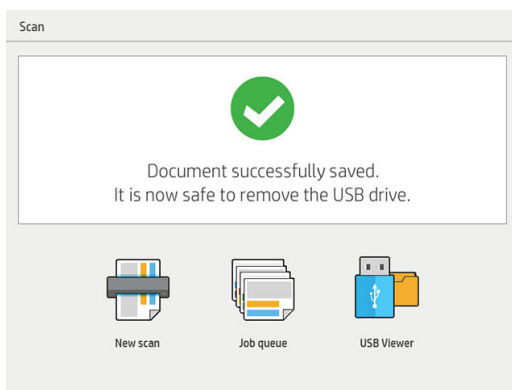 Scan
Document successfully saved.
It is now safe to remove the USB drive.
New scan
Job queue
USB Viewer